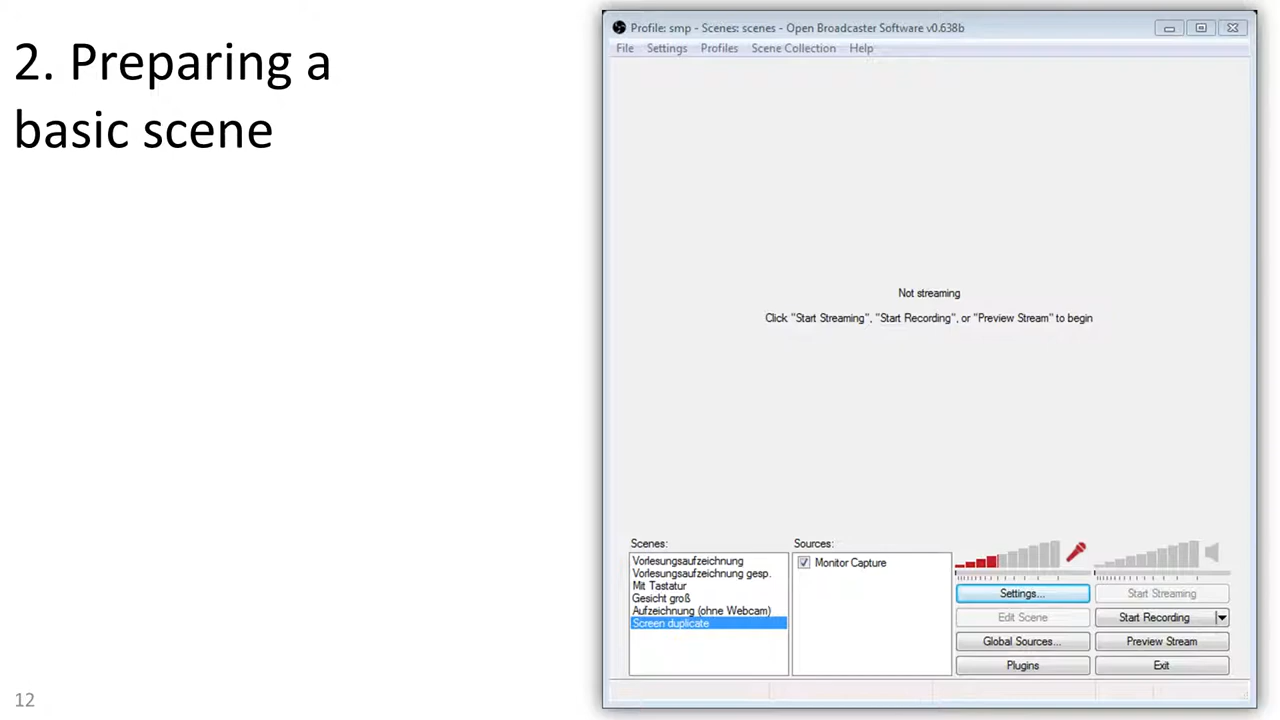 2. Preparing a
basic scene
Profile: smp - Scenes: scenes - Open Broadcaster Software v0.638b
File Settings Profiles Scene Collection Help
Not streaming
Click "Start Streaming", "Start Recording", or "Preview Stream" to begin
Scenes:
Vorlesungsaufzeichnung
Vorlesungsaufzeichnung gesp.
Mit Tastatur
Gesicht groß
Aufzeichnung (ohne Webcam)
Screen duplicate
Sources:
Monitor Capture
Settings... Start Streaming
Edit Scene Start Recording
Global Sources... Preview Stream
Plugins Exit
12